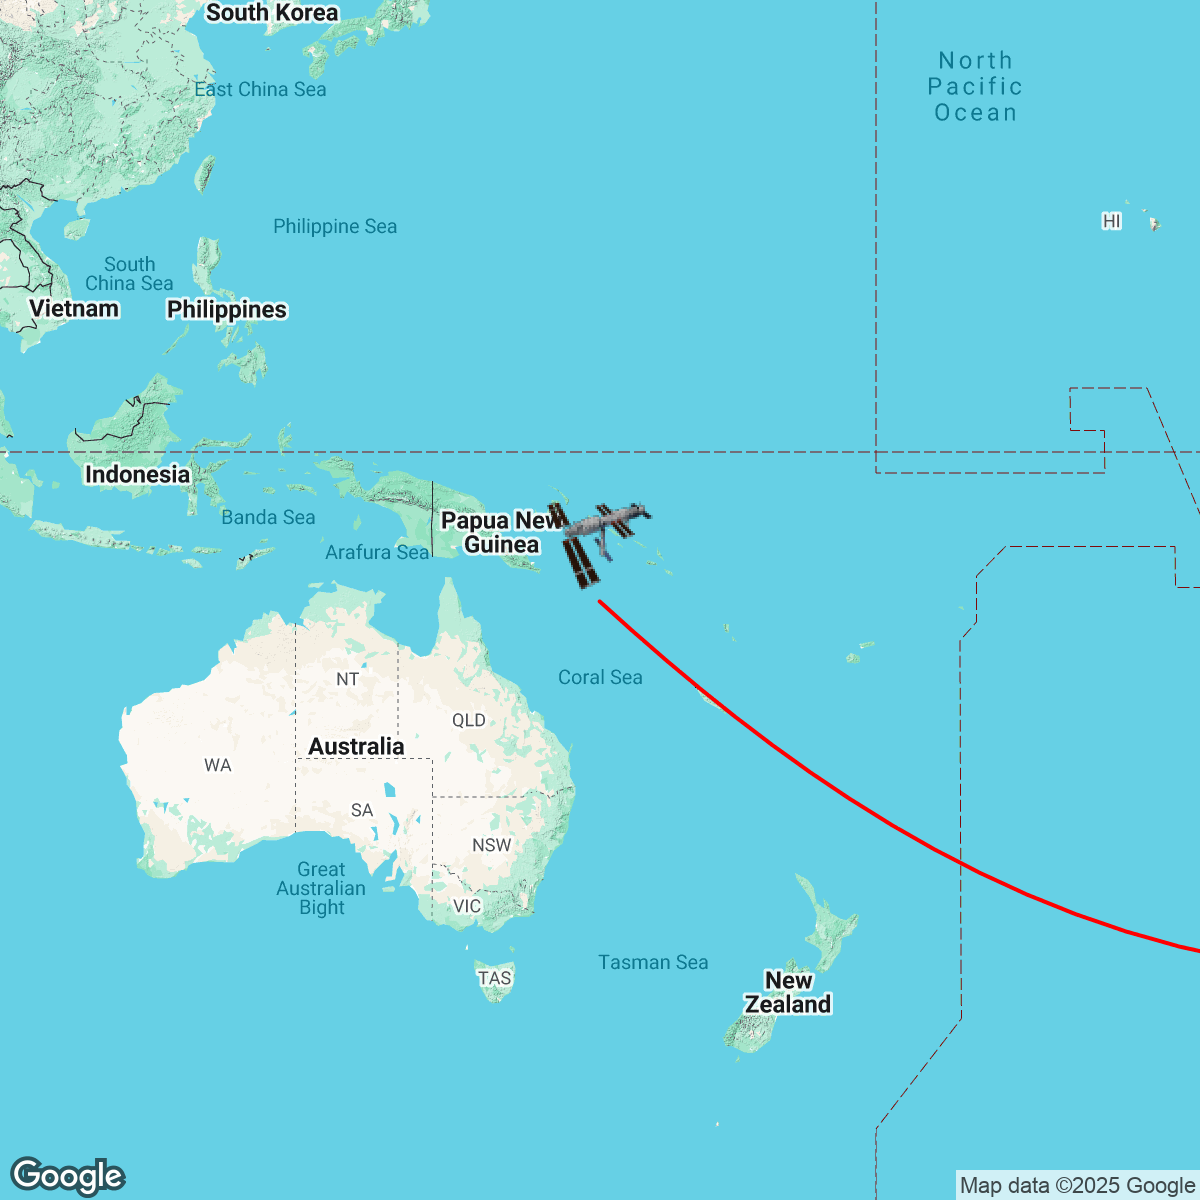 South Korea
East China Sea
North
Pacific
Ocean
HI
Philippine Sea
South
China Sea
Vietnam
Philippines
Indonesia
Banda Sea
Papua New
Guinea
Arafura Sea
Coral Sea
NT
QLD
Australia
WA
SA
NSW
Great
Australian
Bight
VIC
TAS
Tasman Sea
New
Zealand
Google
Map data ©2025 Google